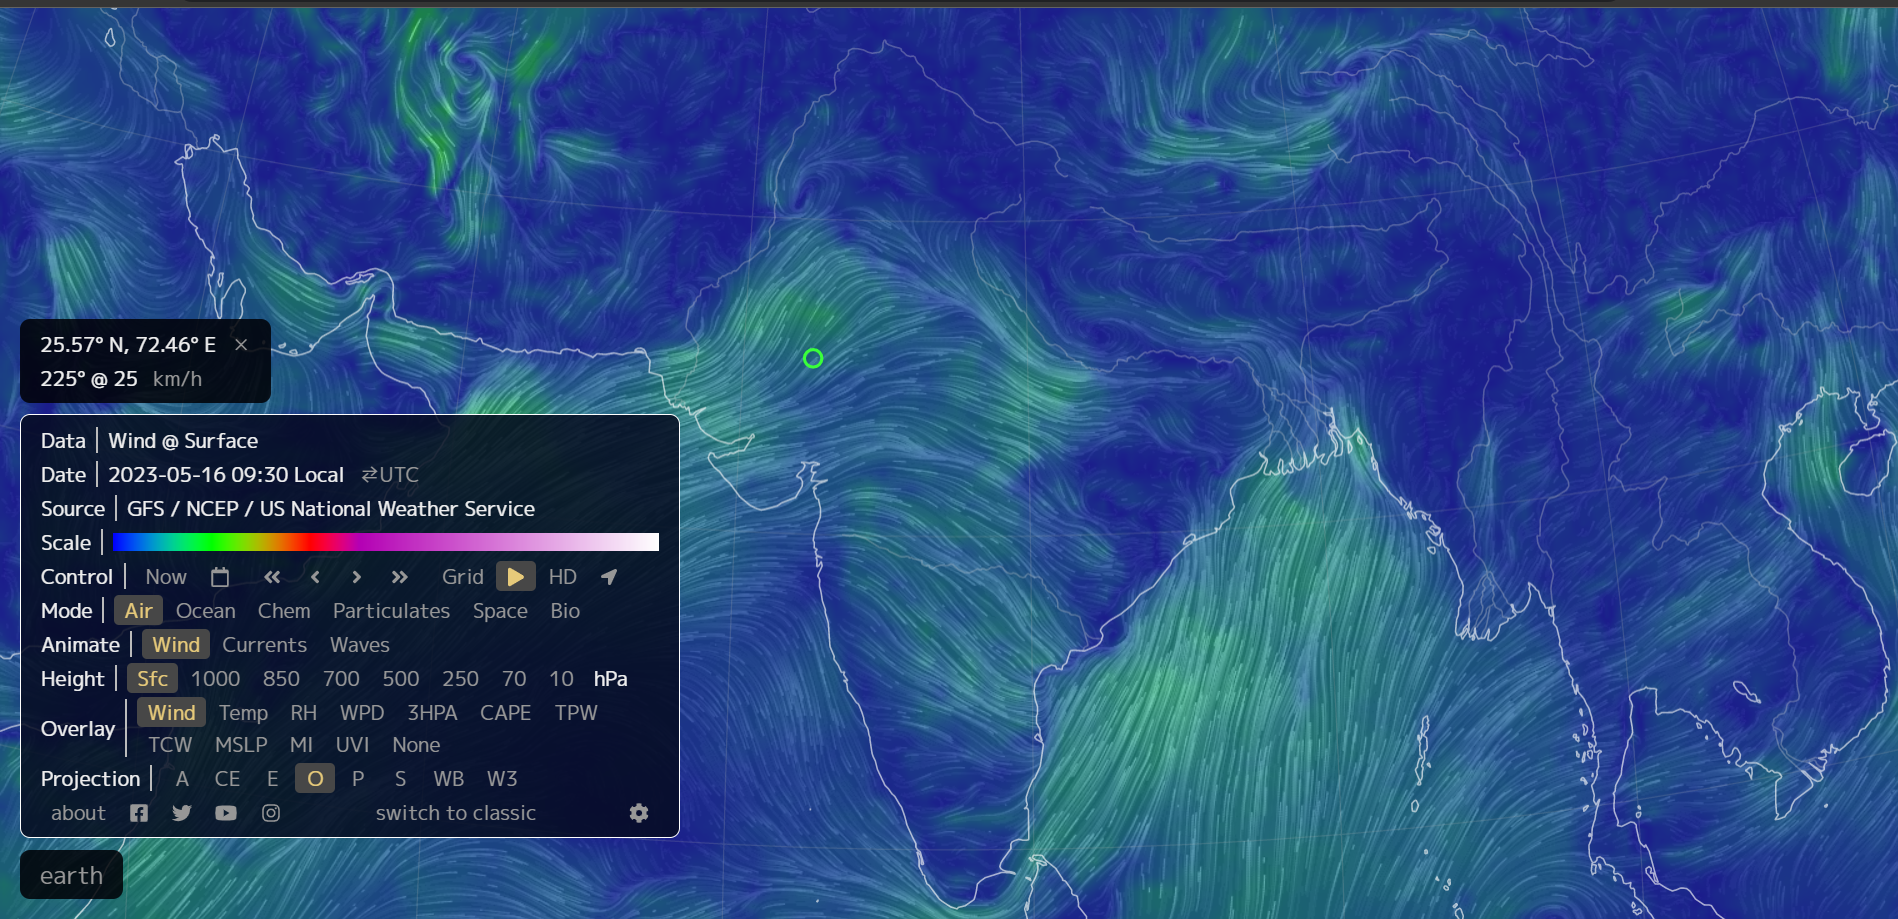 25.57° N, 72.46° E ×
225° @ 25 km/h
Data | Wind @ Surface
Date | 2023-05-16 09:30 Local ⇄UTC
Source | GFS / NCEP / US National Weather Service
Scale |
Control | Now Grid HD
Mode | Air Ocean Chem Particulates Space Bio
Animate | Wind Currents Waves
Height | Sfc 1000 850 700 500 250 70 10 hPa
Overlay | Wind Temp RH WPD 3HPA CAPE TPW
TCW MSLP MI UVI None
Projection | A CE E O P S WB W3
about switch to classic
earth